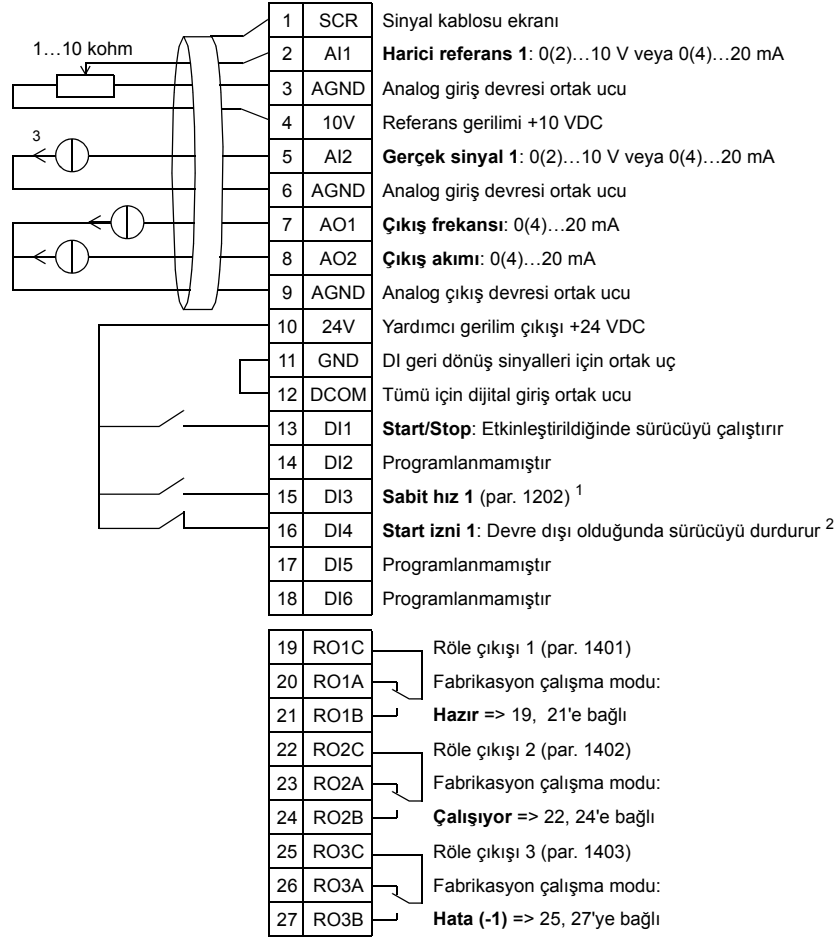 1 SCR Sinyal kablosu ekranı
1…10 kohm
2 AI1 Harici referans 1: 0(2)…10 V veya 0(4)…20 mA
3 AGND Analog giriş devresi ortak ucu
4 10V Referans gerilimi +10 VDC
3
5 AI2 Gerçek sinyal 1: 0(2)…10 V veya 0(4)…20 mA
6 AGND Analog giriş devresi ortak ucu
7 AO1 Çıkış frekansı: 0(4)…20 mA
8 AO2 Çıkış akımı: 0(4)…20 mA
9 AGND Analog çıkış devresi ortak ucu
10 24V Yardımcı gerilim çıkışı +24 VDC
11 GND DI geri dönüş sinyalleri için ortak uç
12 DCOM Tümü için dijital giriş ortak ucu
13 DI1 Start/Stop: Etkinleştirildiğinde sürücüyü çalıştırır
14 DI2 Programlanmamıştır
15 DI3 Sabit hız 1 (par. 1202) 1
16 DI4 Start izni 1: Devre dışı olduğunda sürücüyü durdurur 2
17 DI5 Programlanmamıştır
18 DI6 Programlanmamıştır
19 RO1C Röle çıkışı 1 (par. 1401)
20 RO1A Fabrikasyon çalışma modu:
21 RO1B Hazır => 19, 21'e bağlı
22 RO2C Röle çıkışı 2 (par. 1402)
23 RO2A Fabrikasyon çalışma modu:
24 RO2B Çalışıyor => 22, 24'e bağlı
25 RO3C Röle çıkışı 3 (par. 1403)
26 RO3A Fabrikasyon çalışma modu:
27 RO3B Hata (-1) => 25, 27'ye bağlı